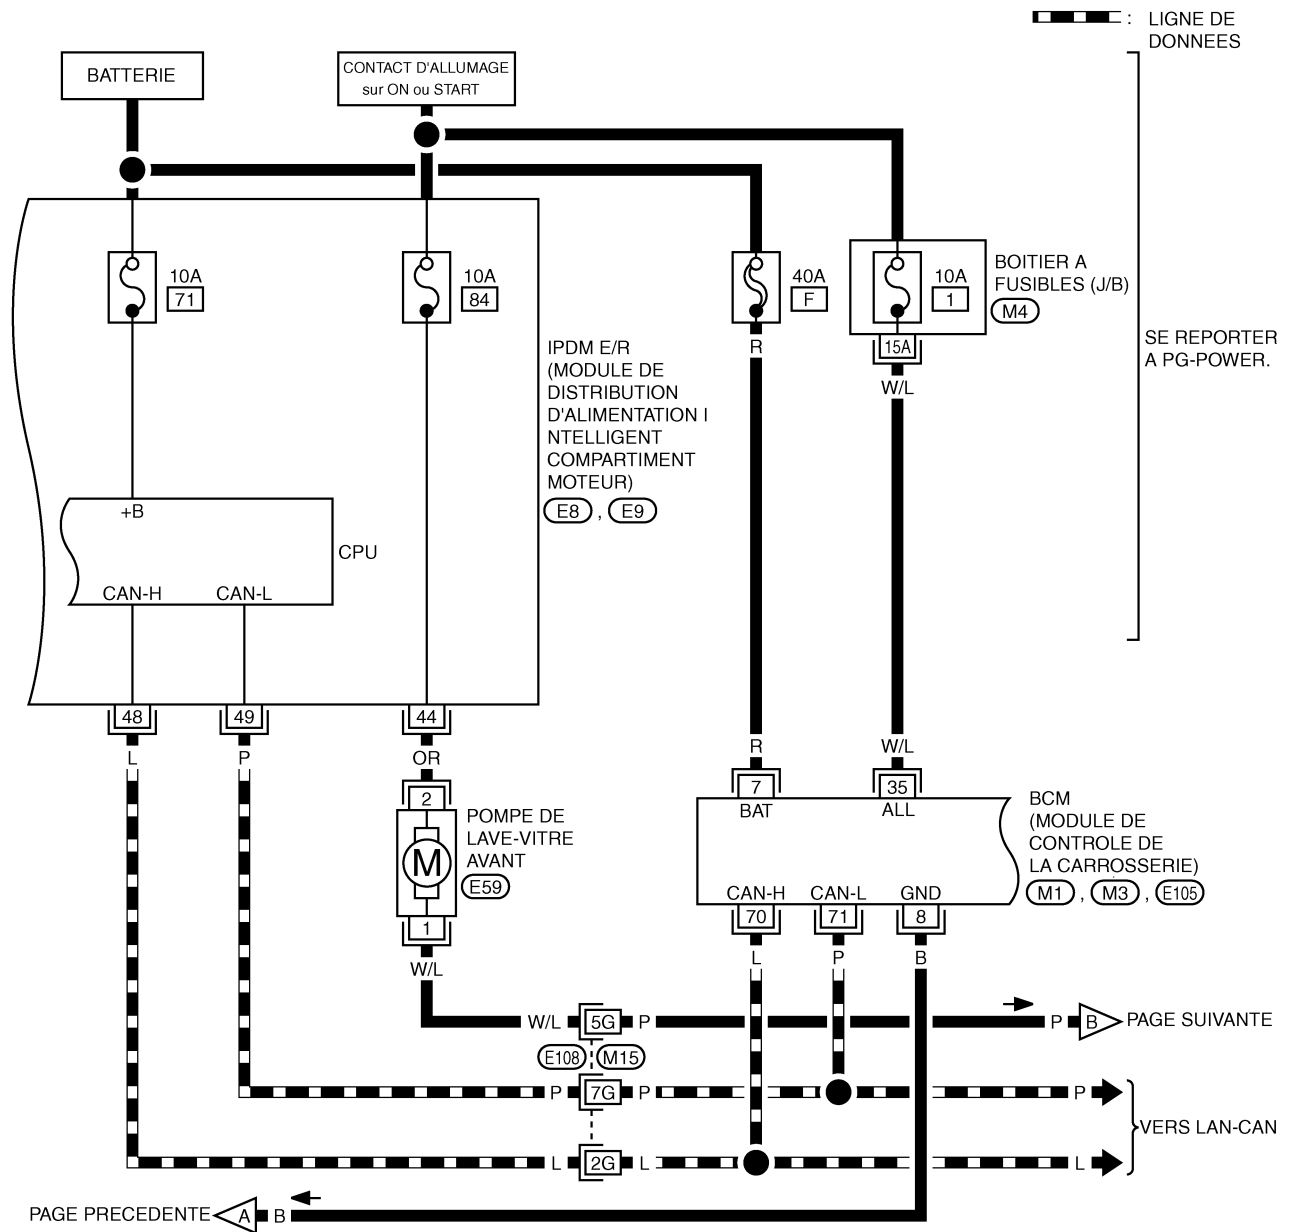 LIGNE DE
DONNEES
BATTERIE
CONTACT D'ALLUMAGE
sur ON ou START
10A
71
10A
84
40A
F
10A
1
BOITIER A
FUSIBLES (J/B)
M4
15A
R
W/L
SE REPORTER
A PG-POWER.
IPDM E/R
(MODULE DE
DISTRIBUTION
D'ALIMENTATION I
NTELLIGENT
COMPARTIMENT
MOTEUR)
E8 , E9
+B
CPU
CAN-H CAN-L
48 49 44
L P OR
R W/L
7 35
BAT ALL
BCM
(MODULE DE
CONTROLE DE
LA CARROSSERIE)
M1 , M3 , E105
2
POMPE DE
LAVE-VITRE
AVANT
E59
M
1
W/L
CAN-H CAN-L GND
70 71 8
L P B
W/L 5G P P B PAGE SUIVANTE
E108 M15
P 7G P P
VERS LAN-CAN
L 2G L L
PAGE PRECEDENTE A B